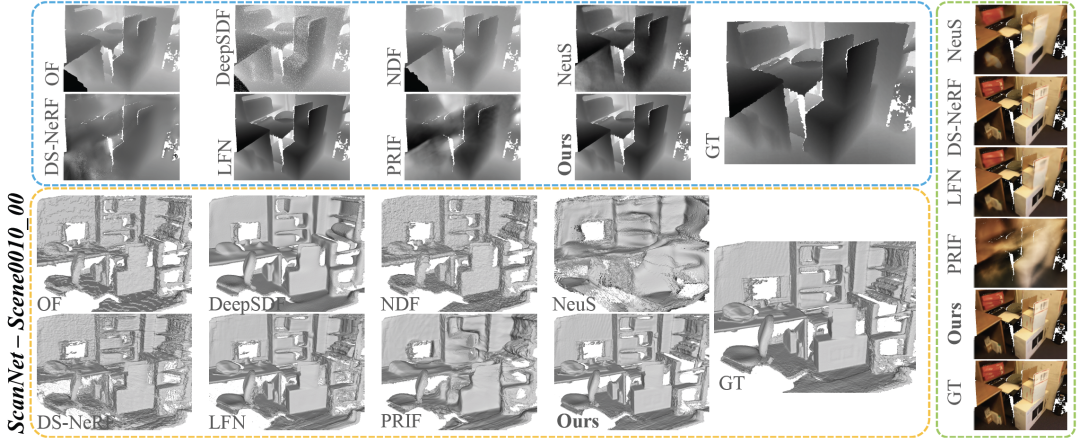 ScanNet – Scene0010_00
OF
DeepSDF
NDF
NeuS
DS-NeRF
LFN
PRIF
Ours
GT
OF
DeepSDF
NDF
NeuS
DS-NeRF
LFN
PRIF
Ours
GT
NeuS
DS-NeRF
LFN
PRIF
Ours
GT